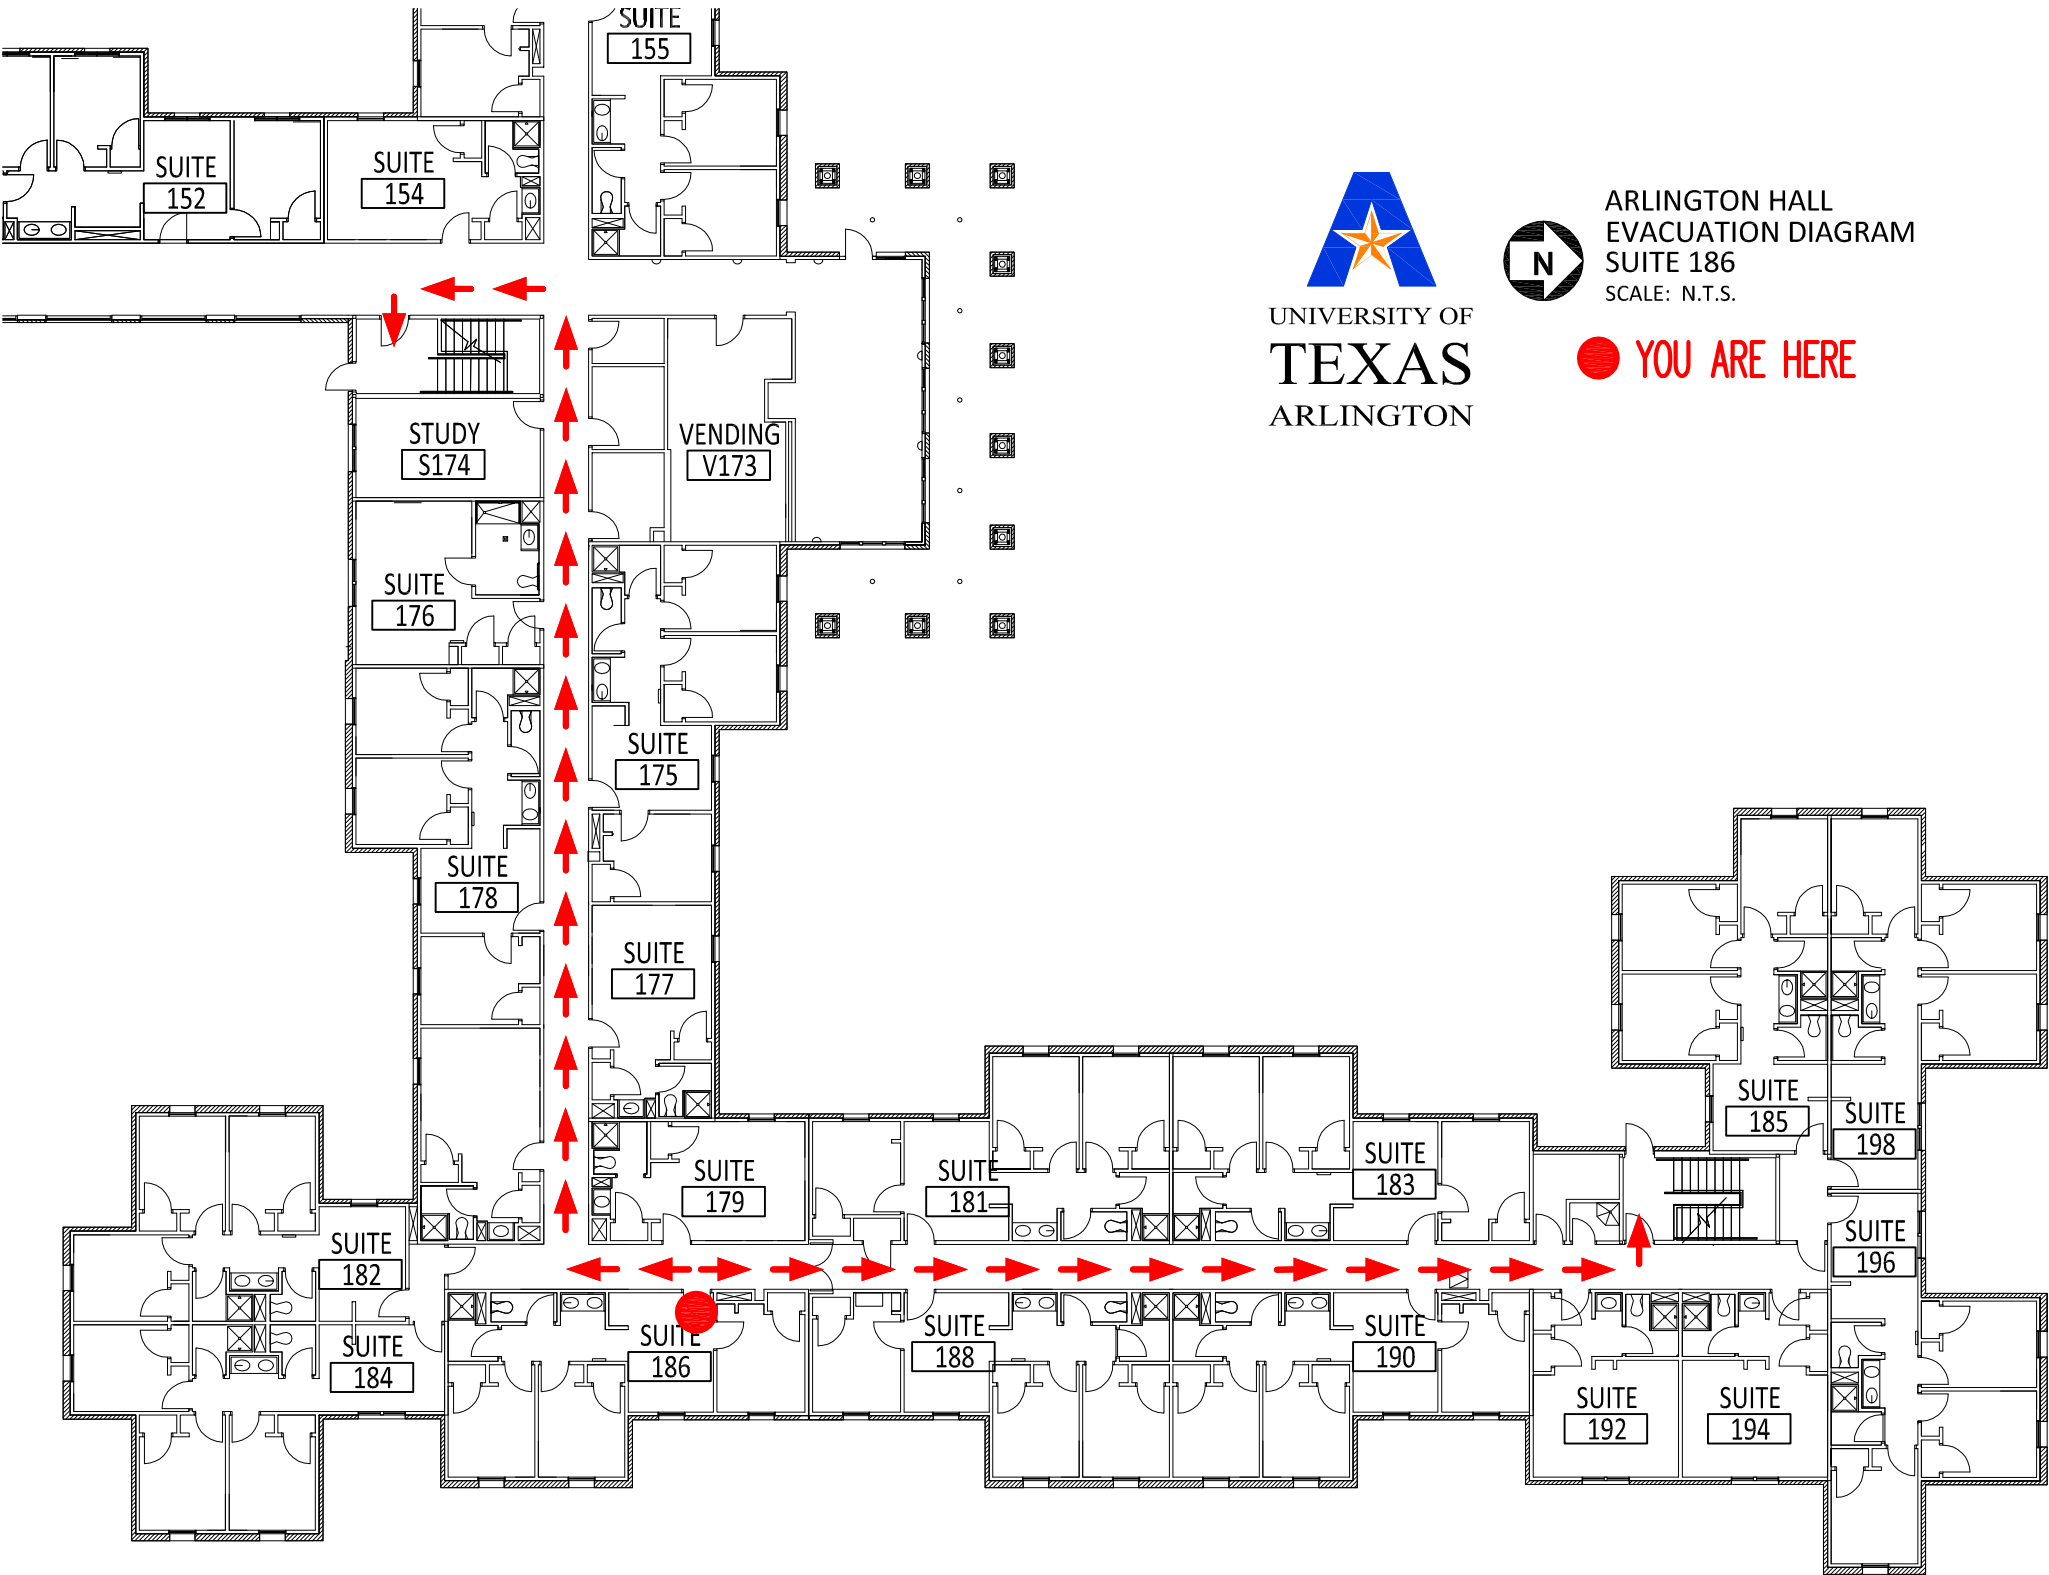 SUITE
155
SUITE
152
SUITE
154
N
ARLINGTON HALL
EVACUATION DIAGRAM
SUITE 186
SCALE: N.T.S.
UNIVERSITY OF
TEXAS
ARLINGTON
YOU ARE HERE
STUDY
S174
VENDING
V173
SUITE
176
SUITE
175
SUITE
178
SUITE
177
SUITE
185
SUITE
198
SUITE
179
SUITE
181
SUITE
183
SUITE
182
SUITE
196
SUITE
184
SUITE
186
SUITE
188
SUITE
190
SUITE
192
SUITE
194